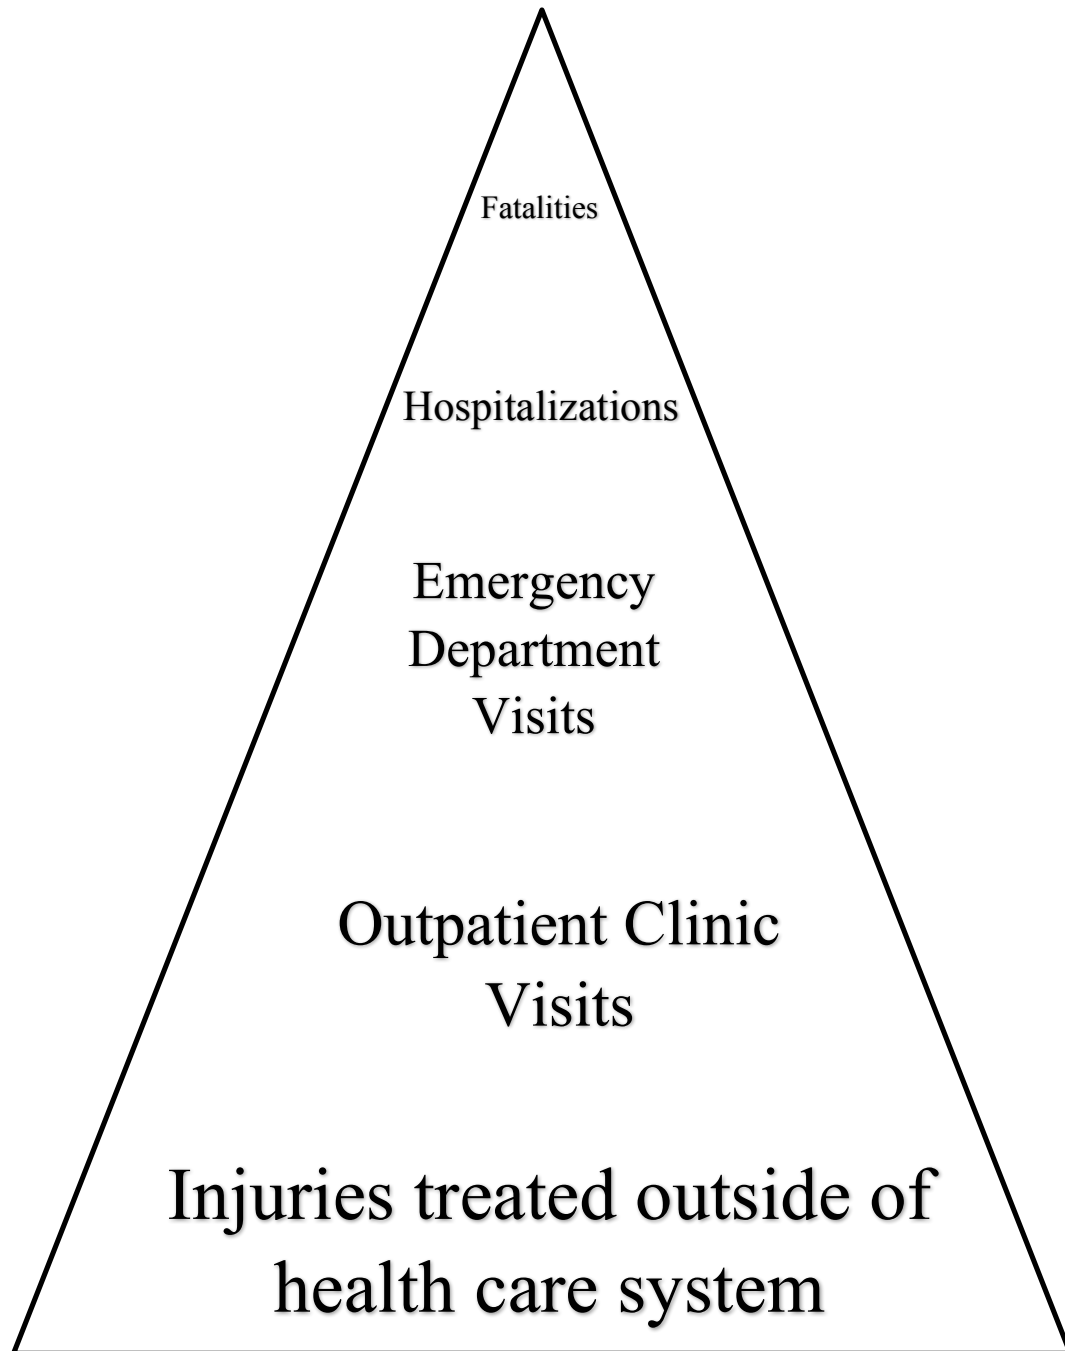 Fatalities
Hospitalizations
Emergency
Department
Visits
Outpatient Clinic
Visits
Injuries treated outside of
health care system